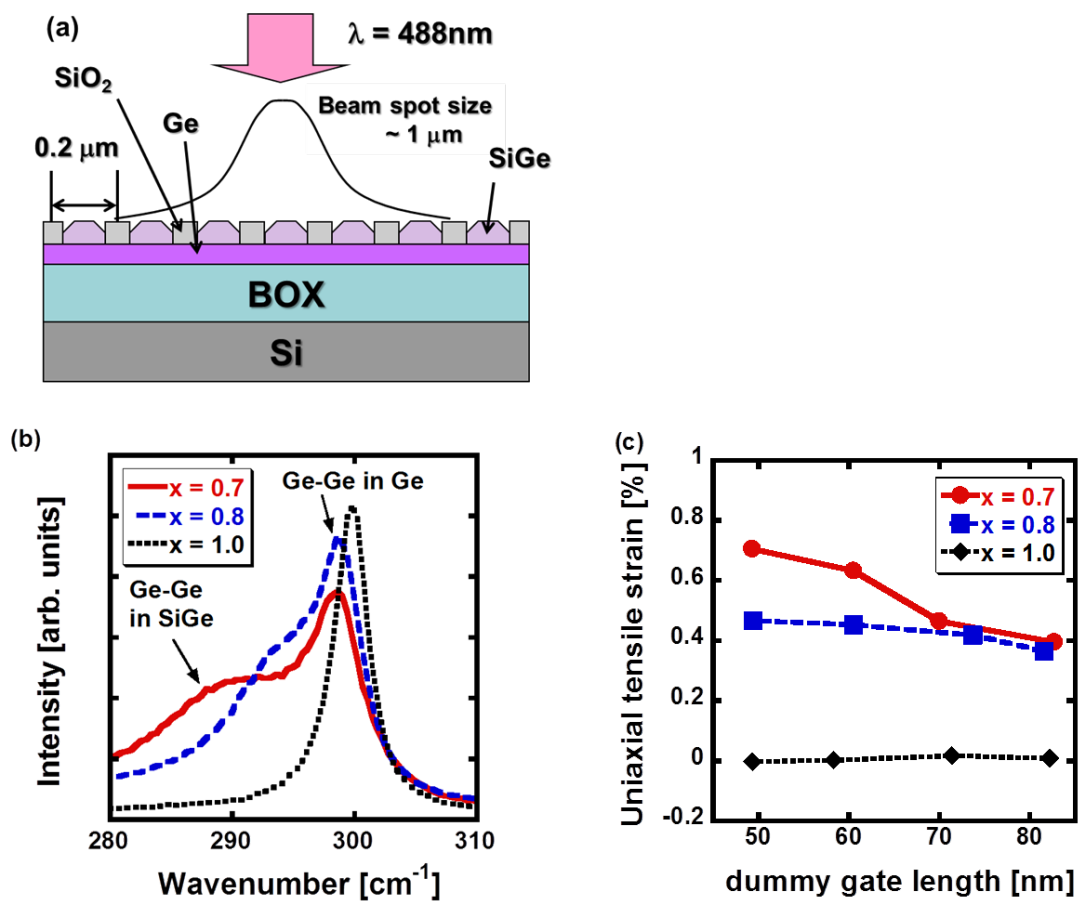 (a)
λ = 488nm
SiO₂
Beam spot size
~ 1 μm
Ge
0.2 μm
SiGe
BOX
Si
(b)
x = 0.7
x = 0.8
x = 1.0
Ge-Ge in Ge
Ge-Ge
in SiGe
Intensity [arb. units]
280
290
300
310
Wavenumber [cm⁻¹]
(c)
Uniaxial tensile strain [%]
1
0.8
0.6
0.4
0.2
0
-0.2
x = 0.7
x = 0.8
x = 1.0
50
60
70
80
dummy gate length [nm]